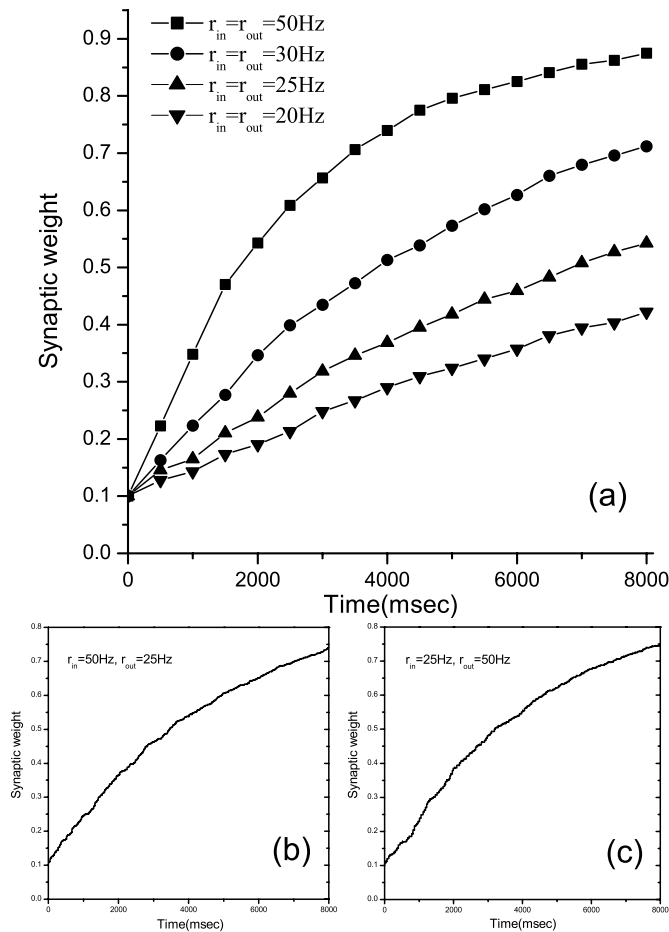 r_in=r_out=50Hz
r_in=r_out=30Hz
r_in=r_out=25Hz
r_in=r_out=20Hz
0.9
0.8
0.7
0.6
0.5
0.4
0.3
0.2
0.1
0.0
Synaptic weight
(a)
0 2000 4000 6000 8000
Time(msec)
r_in=50Hz, r_out=25Hz
0.8
0.7
0.6
0.5
0.4
0.3
0.2
0.1
0.0
Synaptic weight
(b)
0 2000 4000 6000 8000
Time(msec)
r_in=25Hz, r_out=50Hz
0.8
0.7
0.6
0.5
0.4
0.3
0.2
0.1
0.0
Synaptic weight
(c)
0 2000 4000 6000 8000
Time(msec)